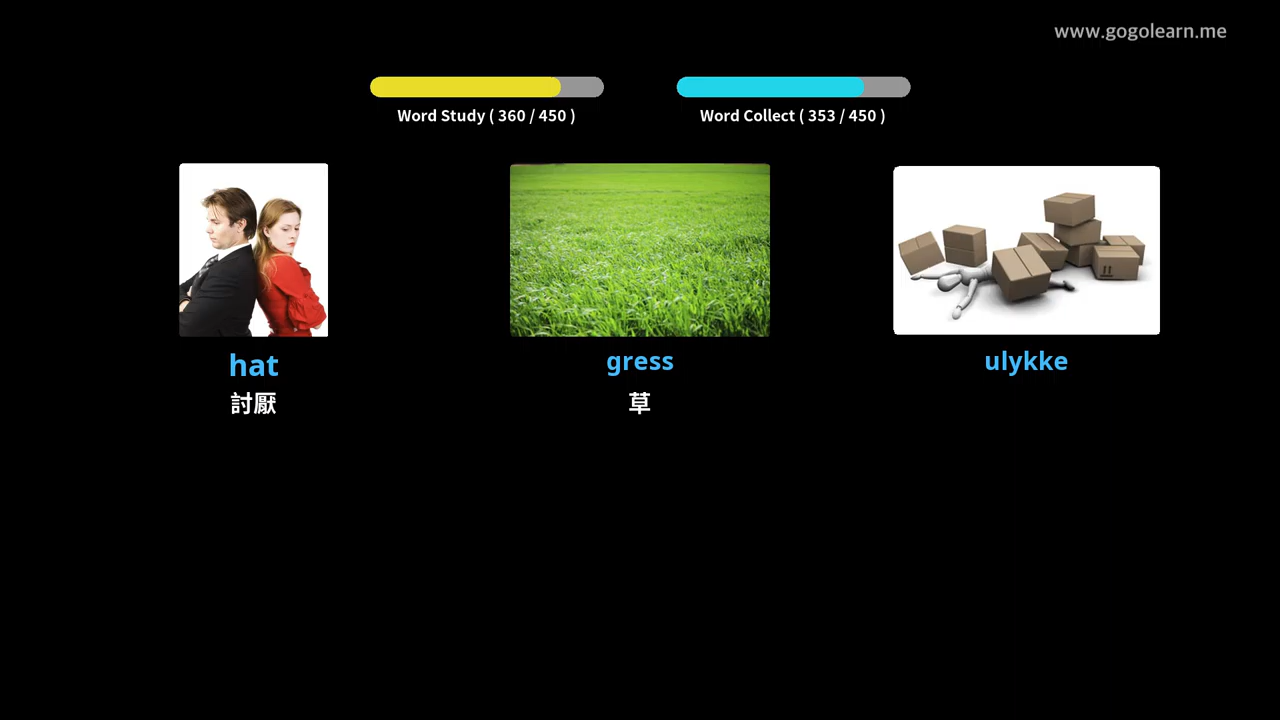 www.gogolearn.me
Word Study ( 360 / 450 )
Word Collect ( 353 / 450 )
hat
gress
ulykke
討厭
草